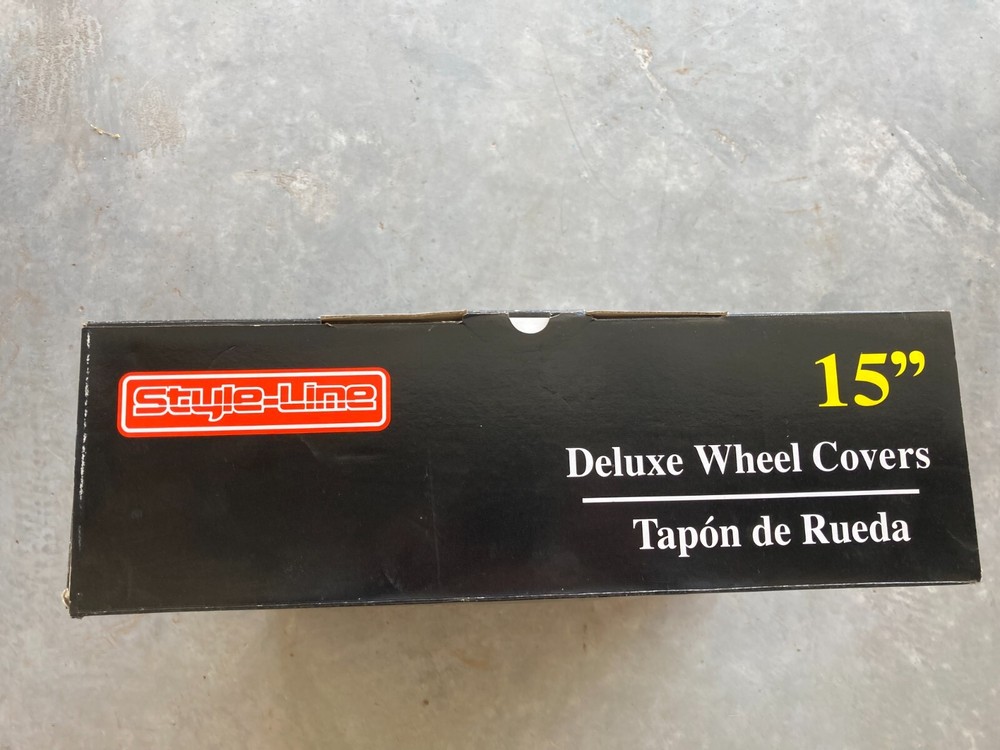 Style-Line
15”
Deluxe Wheel Covers
Tapón de Rueda